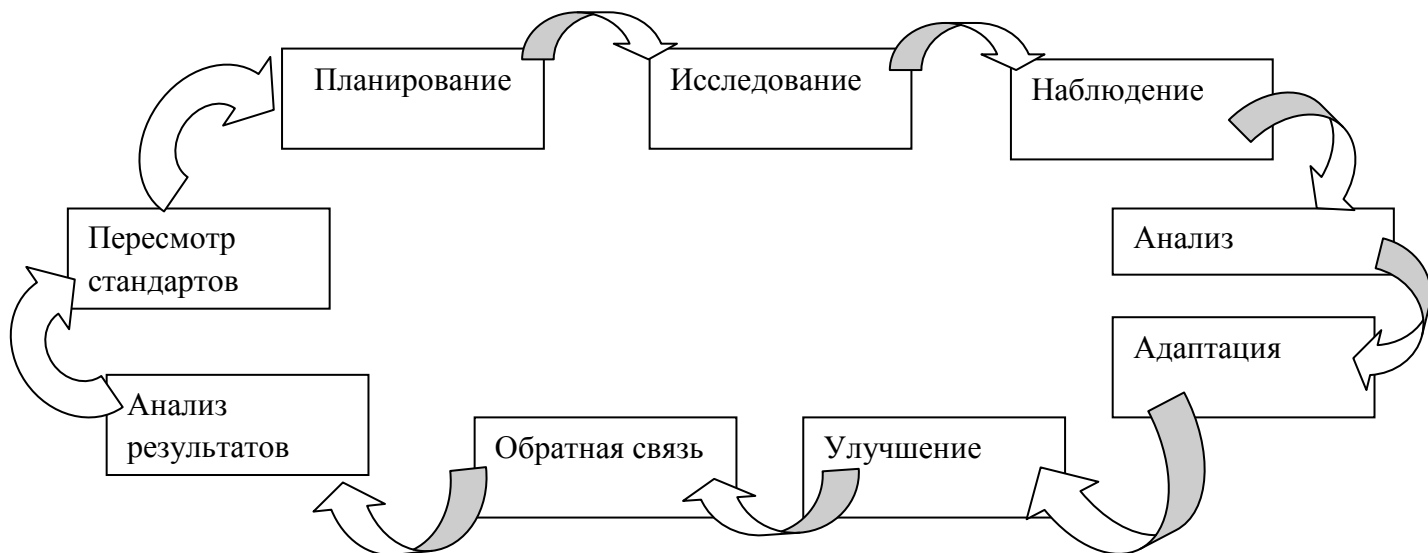 Планирование
Исследование
Наблюдение
Анализ
Адаптация
Улучшение
Обратная связь
Анализ
результатов
Пересмотр
стандартов